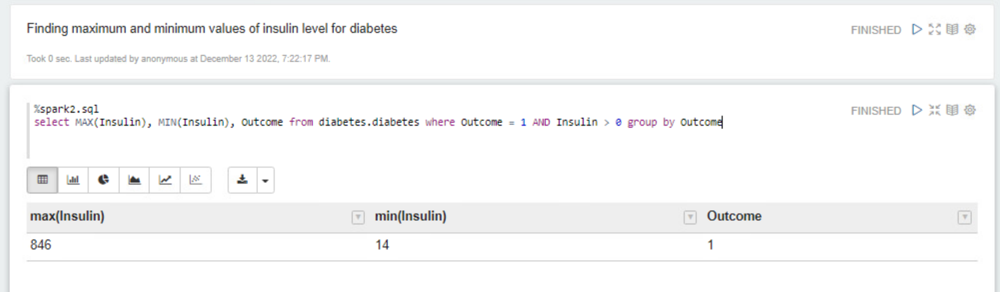 Finding maximum and minimum values of insulin level for diabetes
FINISHED
Took 0 sec. Last updated by anonymous at December 13 2022, 7:22:17 PM.
%spark2.sql
FINISHED
select MAX(Insulin), MIN(Insulin), Outcome from diabetes.diabetes where Outcome = 1 AND Insulin > 0 group by Outcome
max(Insulin) min(Insulin) Outcome
846 14 1